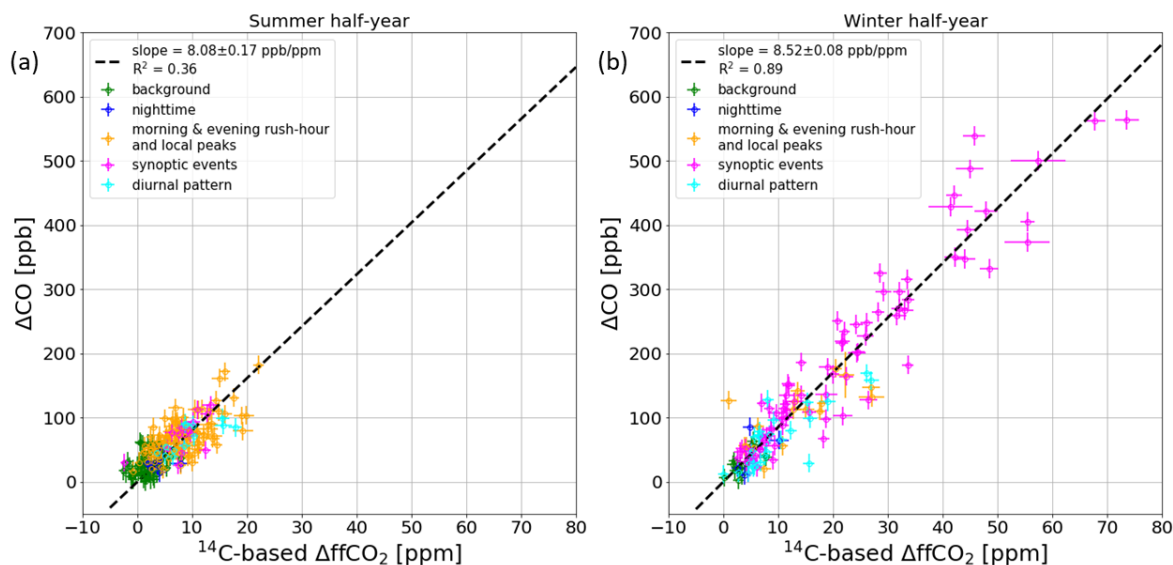 Summer half-year
(a)
slope = 8.08±0.17 ppb/ppm
R² = 0.36
background
nighttime
morning & evening rush-hour
and local peaks
synoptic events
diurnal pattern
700
600
500
400
300
200
100
0
ΔCO [ppb]
−10 0 10 20 30 40 50 60 70 80
¹⁴C-based ΔffCO₂ [ppm]
Winter half-year
(b)
slope = 8.52±0.08 ppb/ppm
R² = 0.89
background
nighttime
morning & evening rush-hour
and local peaks
synoptic events
diurnal pattern
700
600
500
400
300
200
100
0
ΔCO [ppb]
−10 0 10 20 30 40 50 60 70 80
¹⁴C-based ΔffCO₂ [ppm]